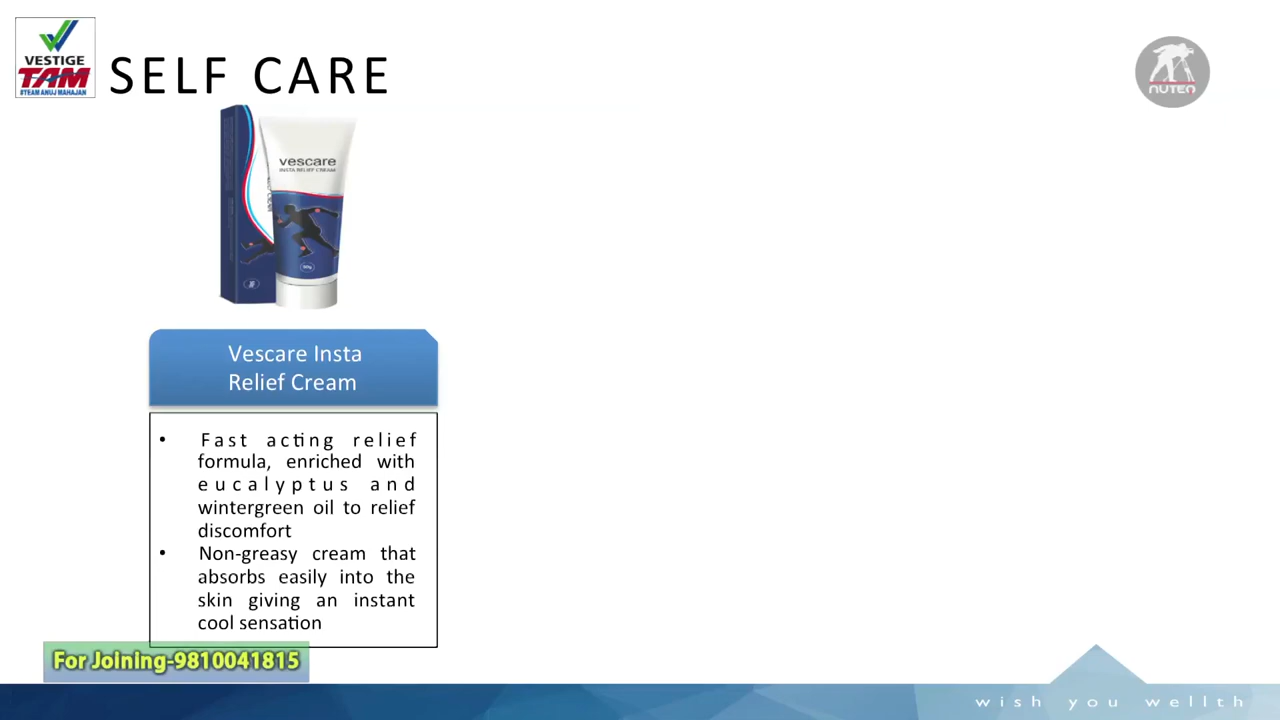 VESTIGE
TAM
#TEAM ANUJ MAHAJAN
SELF CARE
NUTEQ
vescare
INSTA RELIEF CREAM
50g
Vescare Insta
Relief Cream
• Fast acting relief
formula, enriched with
eucalyptus and
wintergreen oil to relief
discomfort
• Non-greasy cream that
absorbs easily into the
skin giving an instant
cool sensation
For Joining-9810041815
wish you wellth